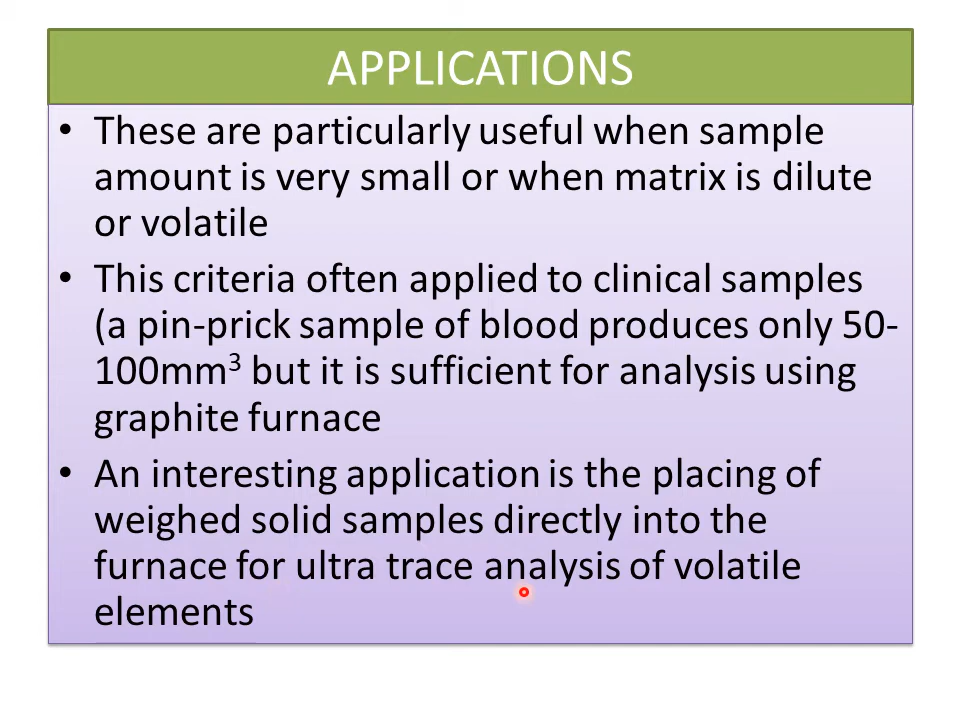 APPLICATIONS
• These are particularly useful when sample
amount is very small or when matrix is dilute
or volatile
• This criteria often applied to clinical samples
(a pin-prick sample of blood produces only 50-
100mm³ but it is sufficient for analysis using
graphite furnace
• An interesting application is the placing of
weighed solid samples directly into the
furnace for ultra trace analysis of volatile
elements